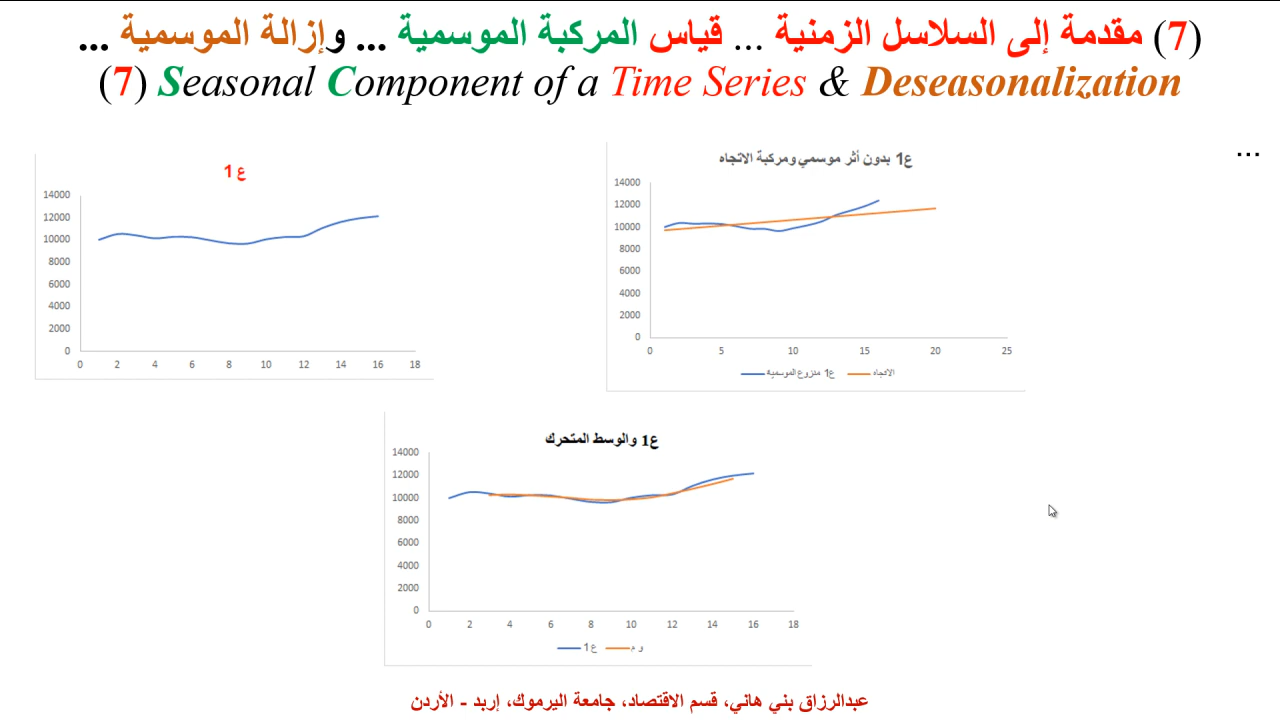 (7) مقدمة إلى السلاسل الزمنية ... قياس المركبة الموسمية ... وإزالة الموسمية ...
(7) Seasonal Component of a Time Series & Deseasonalization
...
ع 1
14000
12000
10000
8000
6000
4000
2000
0
0 2 4 6 8 10 12 14 16 18
ع1 بدون أثر موسمي ومركبة الاتجاه
14000
12000
10000
8000
6000
4000
2000
0
0 5 10 15 20 25
ع1 منزوع الموسمية الاتجاه
ع1 والوسط المتحرك
14000
12000
10000
8000
6000
4000
2000
0
0 2 4 6 8 10 12 14 16 18
ع 1 و م
عبدالرزاق بني هاني، قسم الاقتصاد، جامعة اليرموك، إربد - الأردن